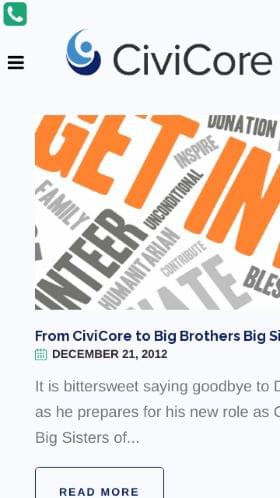 CiviCore
DONATION
GET IN
INSPIRE
UNCONDITIONAL
FAMILY
HUMANITARIAN
CONTRIBUTE
From CiviCore to Big Brothers Big Si
DECEMBER 21, 2012
It is bittersweet saying goodbye to
as he prepares for his new role as
Big Sisters of...
READ MORE